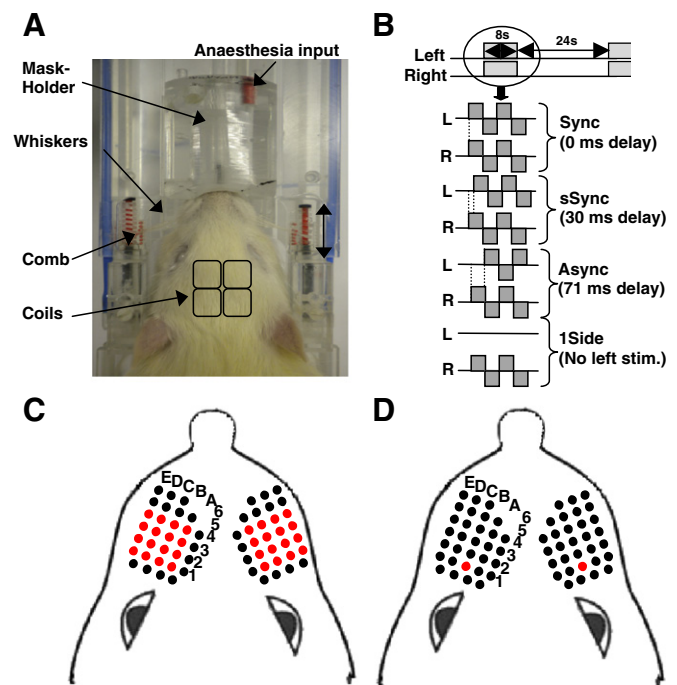 A
Anaesthesia input
Mask-
Holder
Whiskers
Comb
Coils
B
8s
24s
Left
Right
L
R
Sync
(0 ms delay)
L
R
sSync
(30 ms delay)
L
R
Async
(71 ms delay)
L
R
1Side
(No left stim.)
C
E D C B A
6
5
4
3
2
1
D
E D C B A
6
5
4
3
2
1